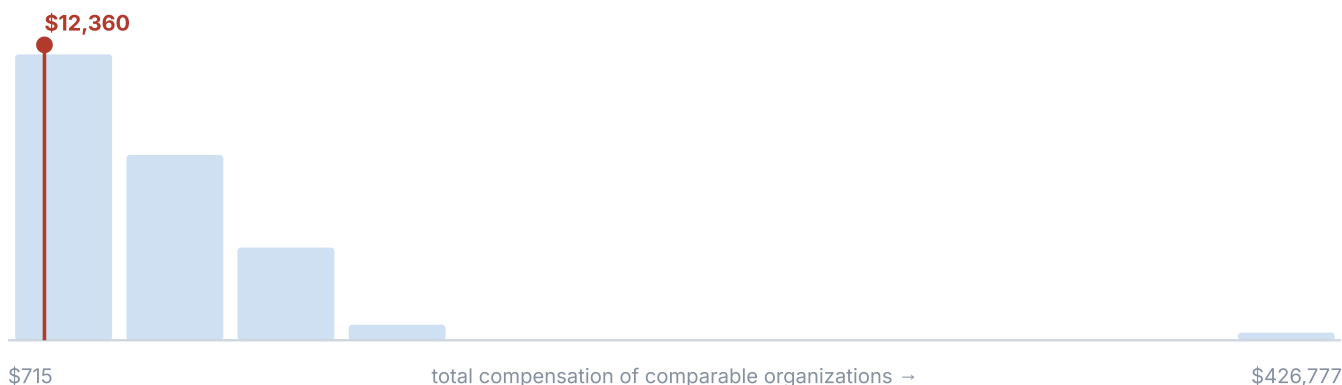 $12,360
$715 total compensation of comparable organizations → $426,777